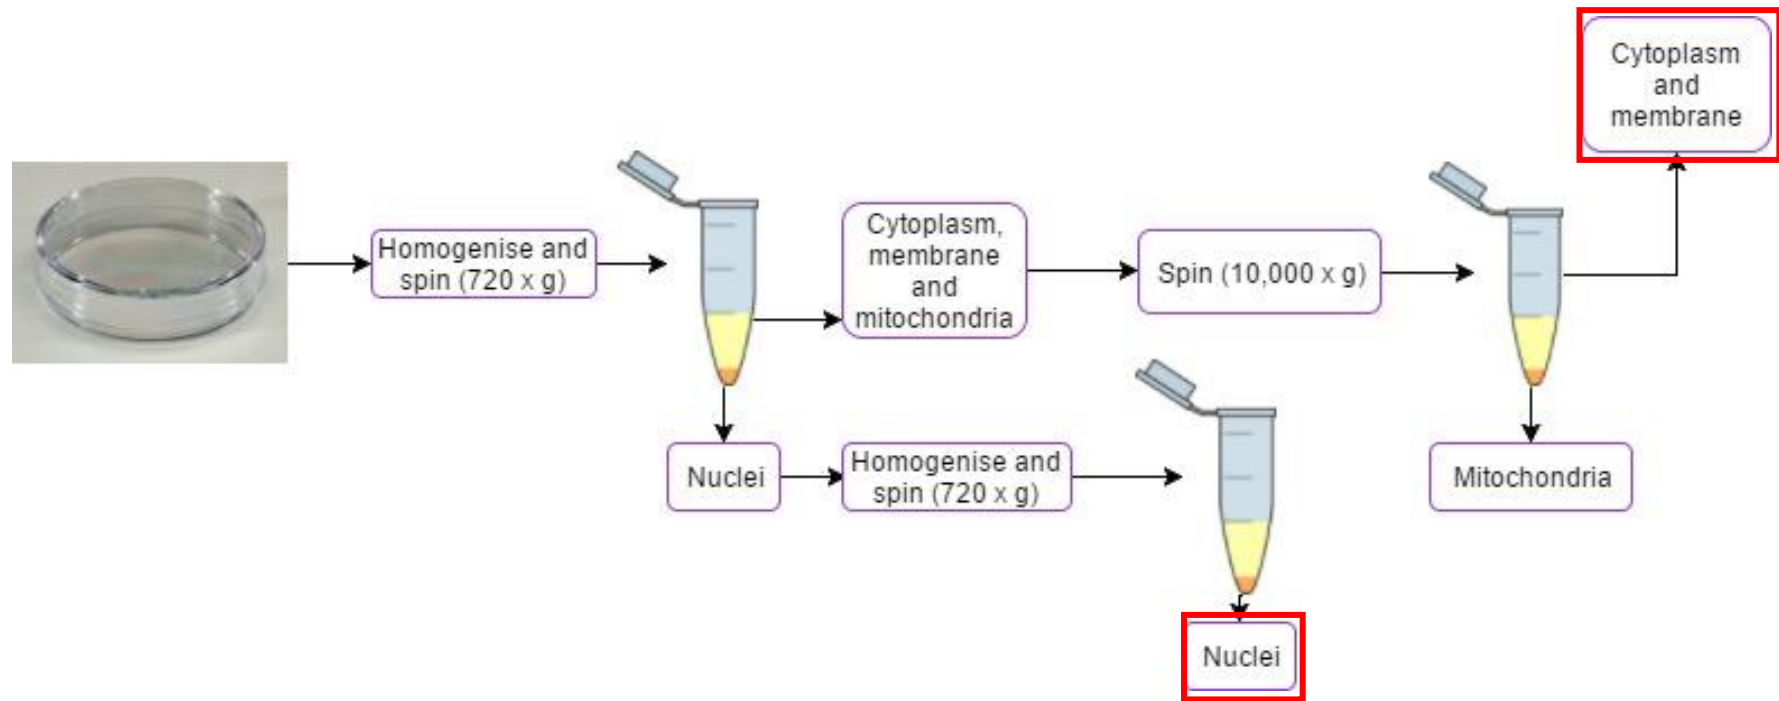 Cytoplasm
and
membrane
Homogenise and
spin (720 x g)
Cytoplasm,
membrane
and
mitochondria
Spin (10,000 x g)
Nuclei
Homogenise and
spin (720 x g)
Mitochondria
Nuclei